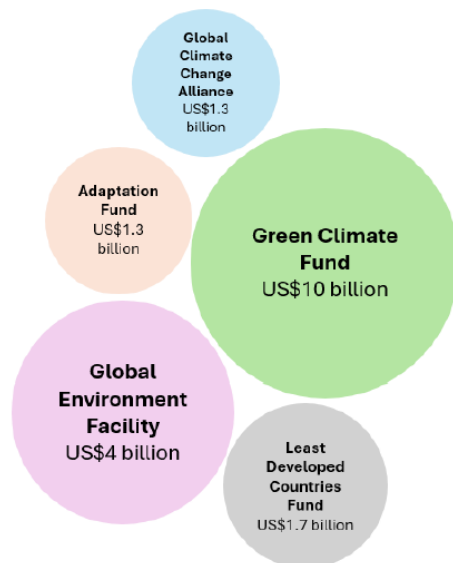 Global
Climate
Change
Alliance
US$1.3
billion
Adaptation
Fund
US$1.3
billion
Green Climate
Fund
US$10 billion
Global
Environment
Facility
US$4 billion
Least
Developed
Countries
Fund
US$1.7 billion